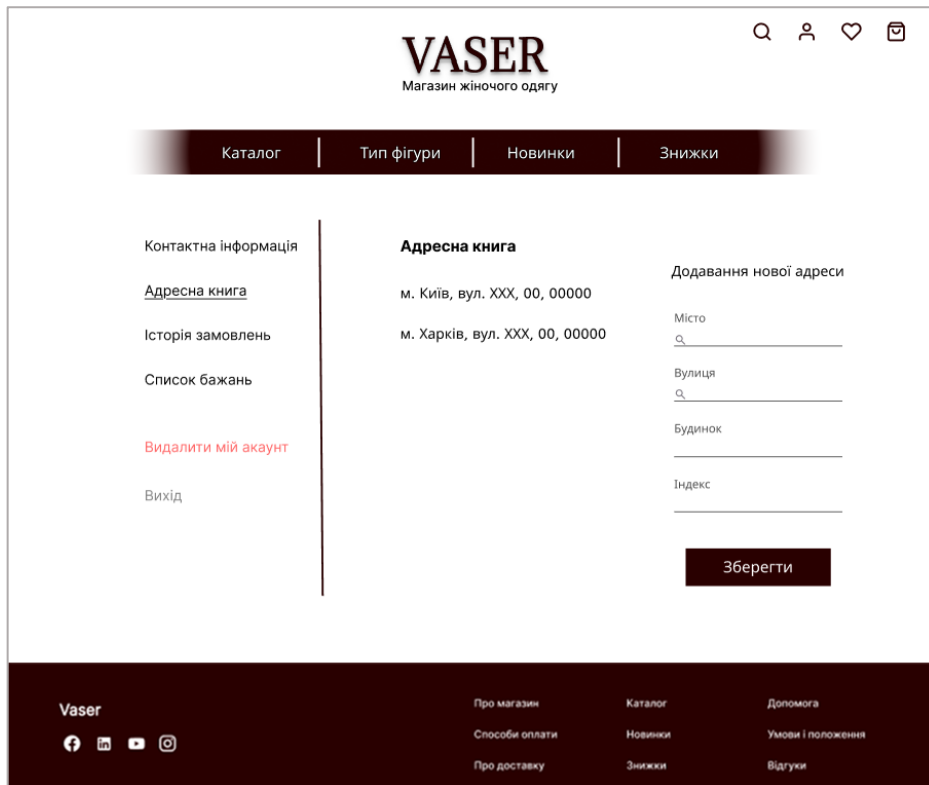 VASER
Магазин жіночого одягу
Каталог
Тип фігури
Новинки
Знижки
Контактна інформація
Адресна книга
Історія замовлень
Список бажань
Видалити мій акаунт
Вихід
Адресна книга
м. Київ, вул. XXX, 00, 00000
м. Харків, вул. XXX, 00, 00000
Додавання нової адреси
Місто
Вулиця
Будинок
Індекс
Зберегти
Vaser
Про магазин
Способи оплати
Про доставку
Каталог
Новинки
Знижки
Допомога
Умови і положення
Відгуки